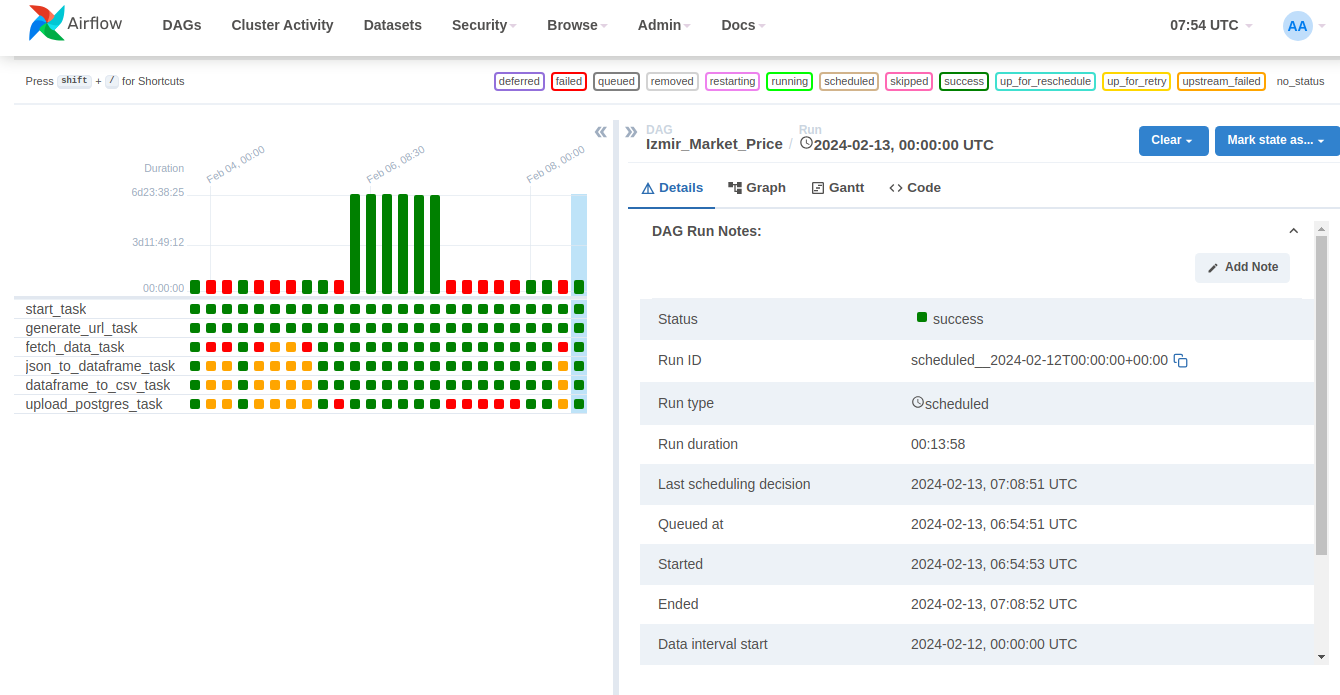 Airflow DAGs Cluster Activity Datasets Security Browse Admin Docs 07:54 UTC AA
Press shift + / for Shortcuts deferred failed queued removed restarting running scheduled skipped success up_for_reschedule up_for_retry upstream_failed no_status
« » DAG Run
Izmir_Market_Price / 2024-02-13, 00:00:00 UTC Clear Mark state as...
Feb 04, 00:00 Feb 06, 08:30 Feb 08, 00:00
Duration
6d23:38:25
3d11:49:12
00:00:00
start_task
generate_url_task
fetch_data_task
json_to_dataframe_task
dataframe_to_csv_task
upload_postgres_task
Details Graph Gantt <> Code
DAG Run Notes:
Add Note
Status success
Run ID scheduled__2024-02-12T00:00:00+00:00
Run type scheduled
Run duration 00:13:58
Last scheduling decision 2024-02-13, 07:08:51 UTC
Queued at 2024-02-13, 06:54:51 UTC
Started 2024-02-13, 06:54:53 UTC
Ended 2024-02-13, 07:08:52 UTC
Data interval start 2024-02-12, 00:00:00 UTC